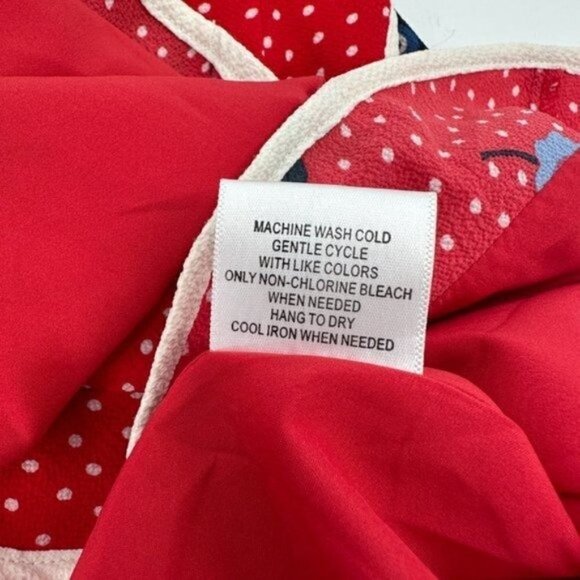 MACHINE WASH COLD
GENTLE CYCLE
WITH LIKE COLORS
ONLY NON-CHLORINE BLEACH
WHEN NEEDED
HANG TO DRY
COOL IRON WHEN NEEDED